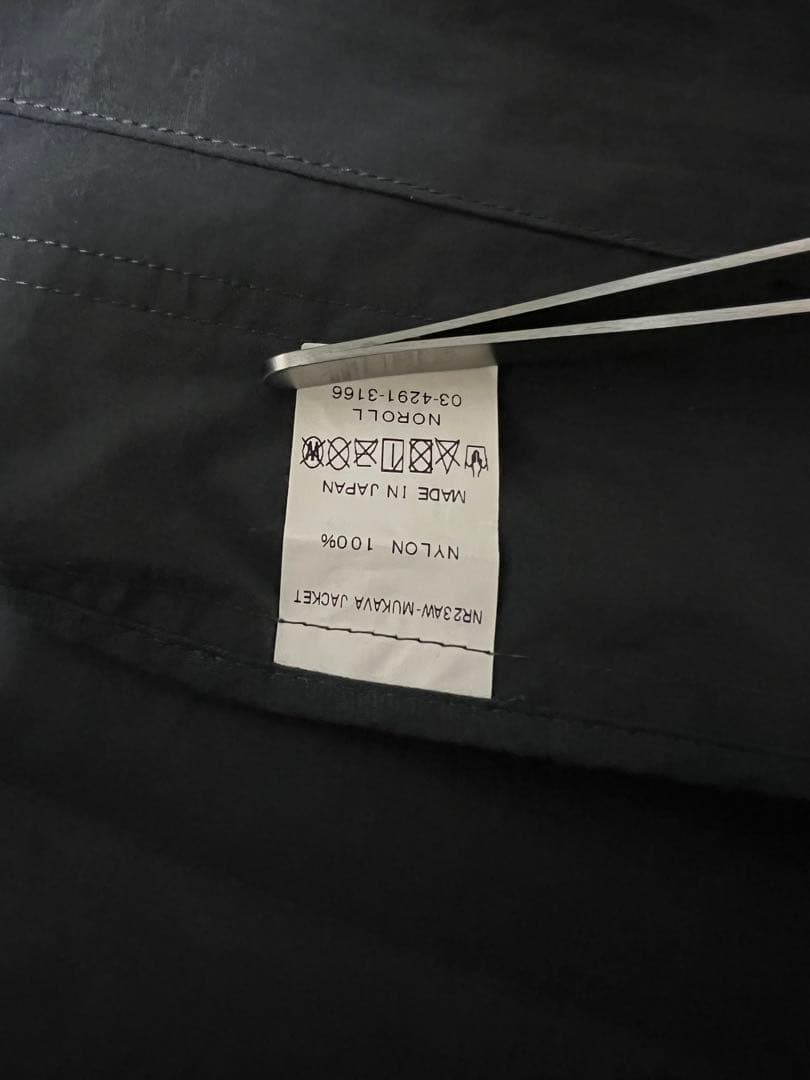 NR23AW-MUKAVA JACKET
NYLON 100%
MADE IN JAPAN
NOROLL
03-4291-3166